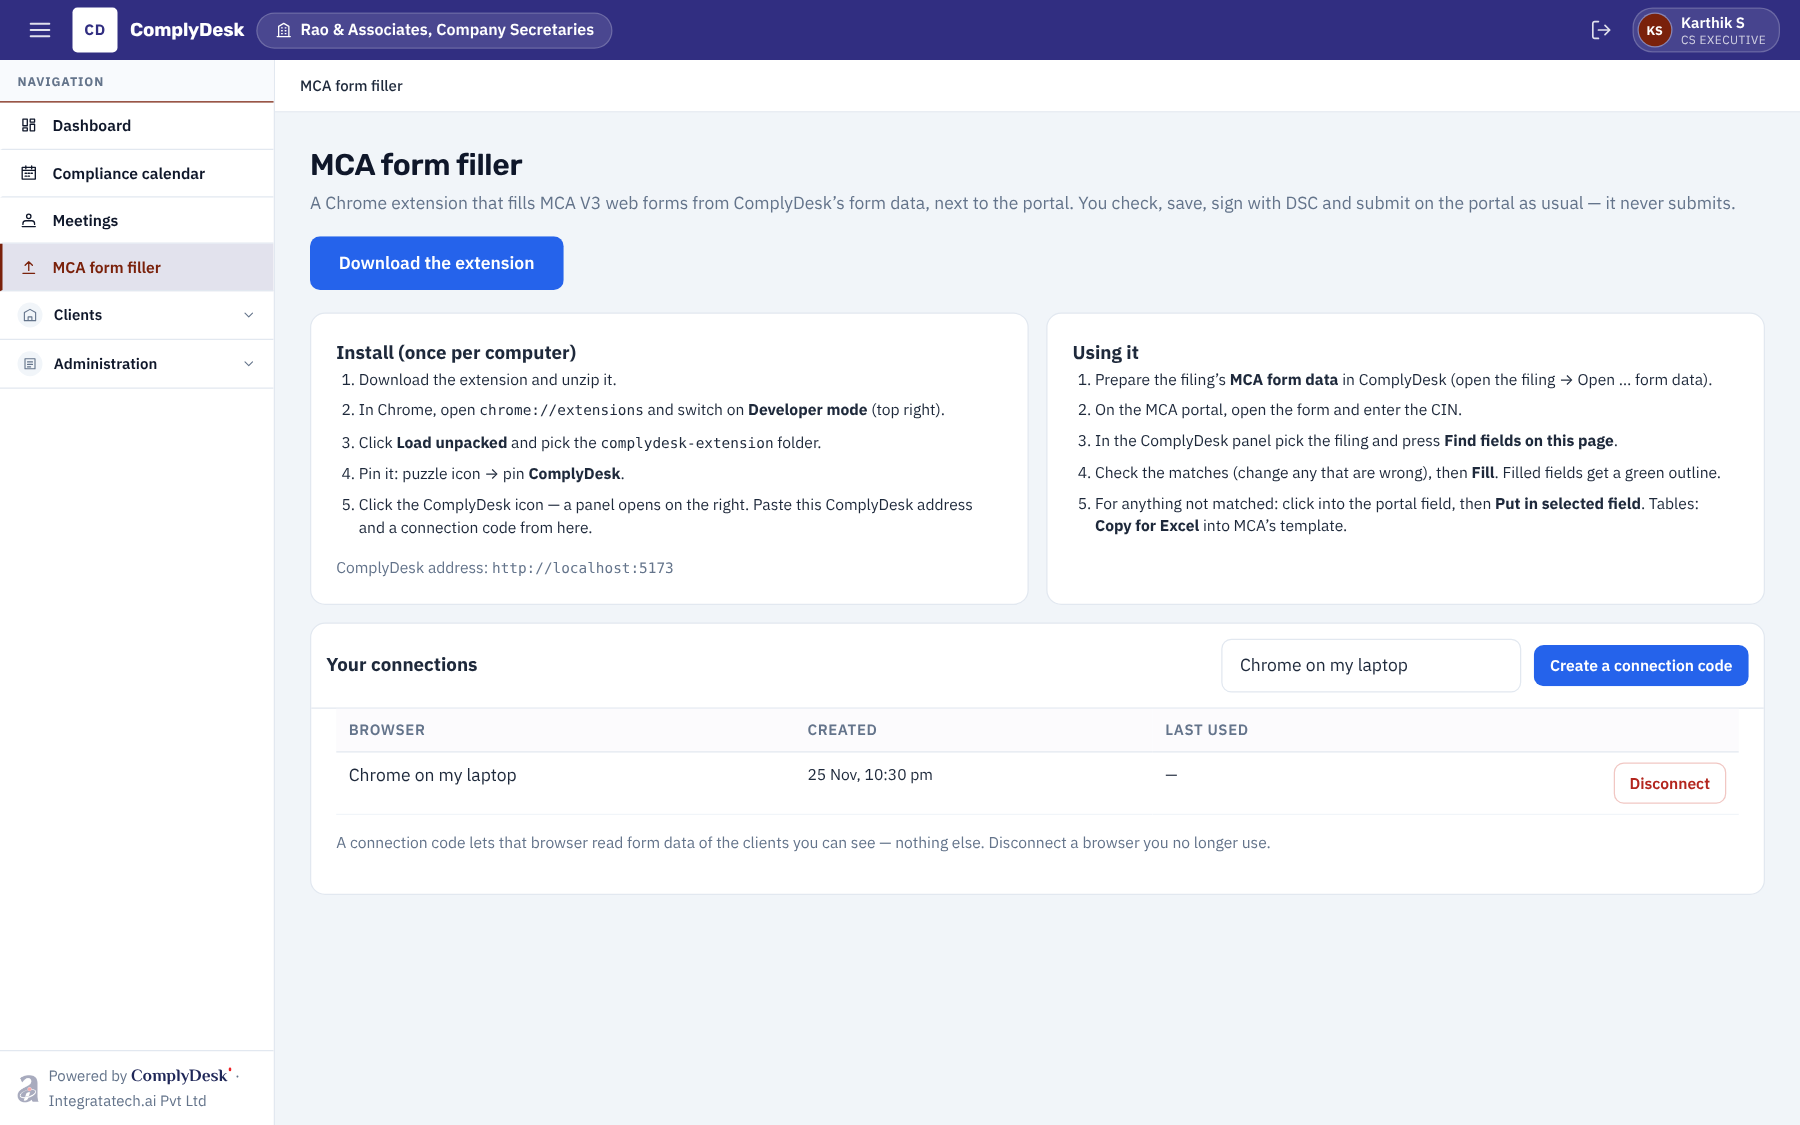 CD
ComplyDesk
Rao & Associates, Company Secretaries
KS
Karthik S
CS EXECUTIVE
NAVIGATION
Dashboard
Compliance calendar
Meetings
MCA form filler
Clients
Administration
Powered by ComplyDesk ·
Integratatech.ai Pvt Ltd
MCA form filler
MCA form filler
A Chrome extension that fills MCA V3 web forms from ComplyDesk’s form data, next to the portal. You check, save, sign with DSC and submit on the portal as usual — it never submits.
Download the extension
Install (once per computer)
1. Download the extension and unzip it.
2. In Chrome, open chrome://extensions and switch on Developer mode (top right).
3. Click Load unpacked and pick the complydesk-extension folder.
4. Pin it: puzzle icon → pin ComplyDesk.
5. Click the ComplyDesk icon — a panel opens on the right. Paste this ComplyDesk address
and a connection code from here.
ComplyDesk address: http://localhost:5173
Using it
1. Prepare the filing’s MCA form data in ComplyDesk (open the filing → Open ... form data).
2. On the MCA portal, open the form and enter the CIN.
3. In the ComplyDesk panel pick the filing and press Find fields on this page.
4. Check the matches (change any that are wrong), then Fill. Filled fields get a green outline.
5. For anything not matched: click into the portal field, then Put in selected field. Tables:
Copy for Excel into MCA’s template.
Your connections
Chrome on my laptop
Create a connection code
BROWSER CREATED LAST USED
Chrome on my laptop 25 Nov, 10:30 pm —
Disconnect
A connection code lets that browser read form data of the clients you can see — nothing else. Disconnect a browser you no longer use.